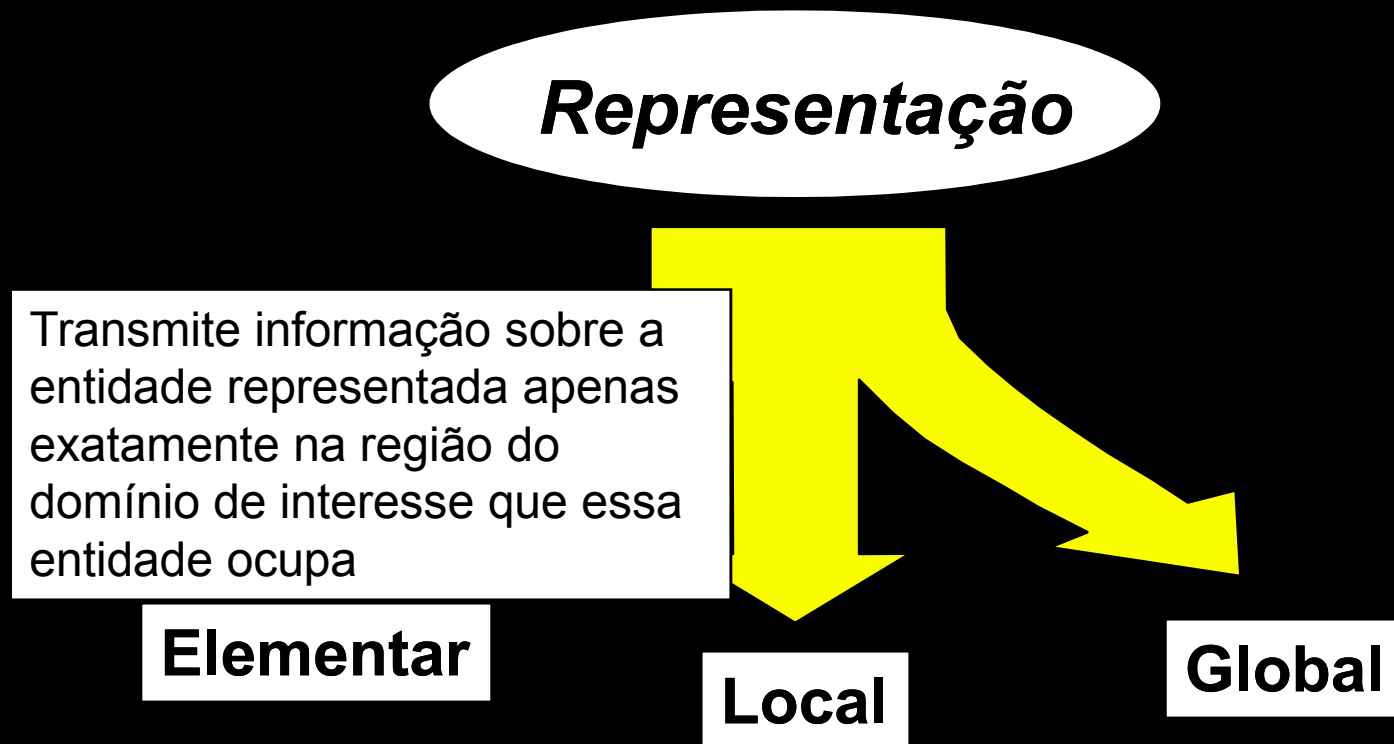 Representação
Transmite informação sobre a
entidade representada apenas
exatamente na região do
domínio de interesse que essa
entidade ocupa
Elementar
Local
Global